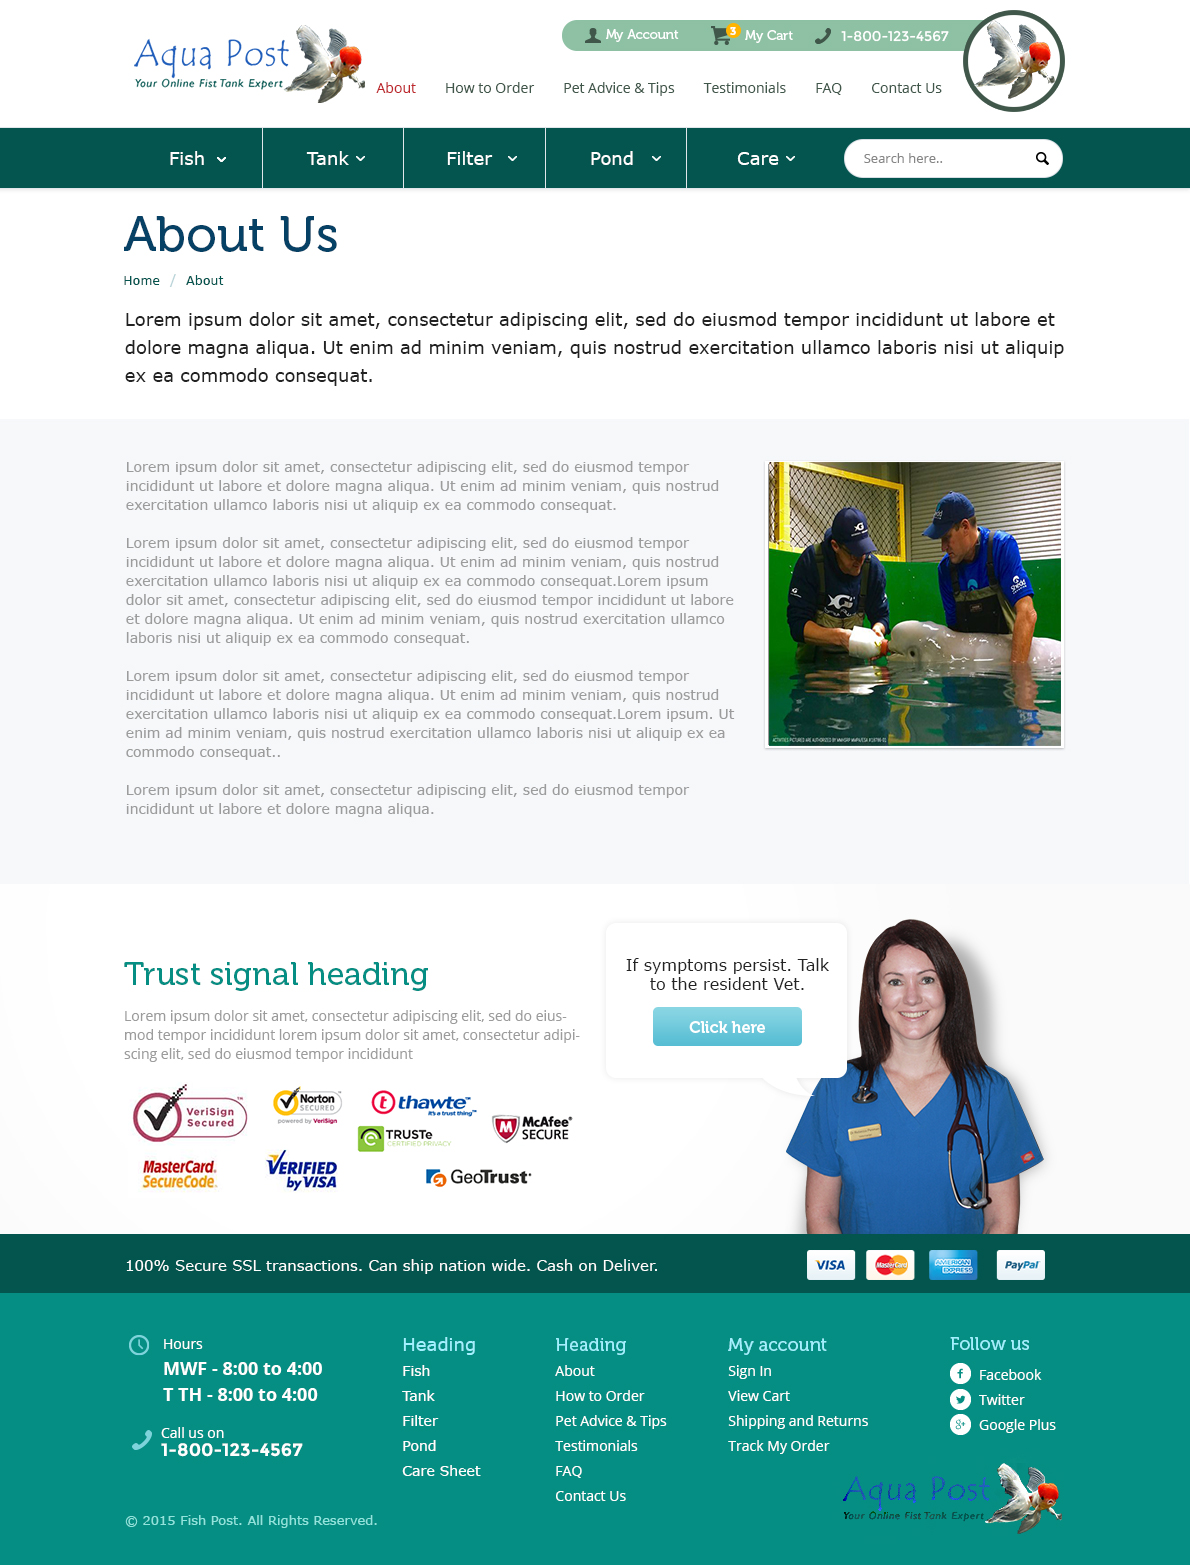 Aqua Post
Your Online Fist Tank Expert
My Account
3
My Cart
1-800-123-4567
About
How to Order
Pet Advice & Tips
Testimonials
FAQ
Contact Us
Fish
Tank
Filter
Pond
Care
Search here..
About Us
Home / About
Lorem ipsum dolor sit amet, consectetur adipiscing elit, sed do eiusmod tempor incididunt ut labore et
dolore magna aliqua. Ut enim ad minim veniam, quis nostrud exercitation ullamco laboris nisi ut aliquip
ex ea commodo consequat.
Lorem ipsum dolor sit amet, consectetur adipiscing elit, sed do eiusmod tempor
incididunt ut labore et dolore magna aliqua. Ut enim ad minim veniam, quis nostrud
exercitation ullamco laboris nisi ut aliquip ex ea commodo consequat.
Lorem ipsum dolor sit amet, consectetur adipiscing elit, sed do eiusmod tempor
incididunt ut labore et dolore magna aliqua. Ut enim ad minim veniam, quis nostrud
exercitation ullamco laboris nisi ut aliquip ex ea commodo consequat.Lorem ipsum
dolor sit amet, consectetur adipiscing elit, sed do eiusmod tempor incididunt ut labore
et dolore magna aliqua. Ut enim ad minim veniam, quis nostrud exercitation ullamco
laboris nisi ut aliquip ex ea commodo consequat.
Lorem ipsum dolor sit amet, consectetur adipiscing elit, sed do eiusmod tempor
incididunt ut labore et dolore magna aliqua. Ut enim ad minim veniam, quis nostrud
exercitation ullamco laboris nisi ut aliquip ex ea commodo consequat.Lorem ipsum. Ut
enim ad minim veniam, quis nostrud exercitation ullamco laboris nisi ut aliquip ex ea
commodo consequat..
Lorem ipsum dolor sit amet, consectetur adipiscing elit, sed do eiusmod tempor
incididunt ut labore et dolore magna aliqua.
Trust signal heading
Lorem ipsum dolor sit amet, consectetur adipiscing elit, sed do eius-
mod tempor incididunt lorem ipsum dolor sit amet, consectetur adipi-
scing elit, sed do eiusmod tempor incididunt
VeriSign
Secured
Norton
SECURED
powered by VeriSign
thawte
it's a trust thing
TRUSTe
CERTIFIED PRIVACY
McAfee
SECURE
MasterCard.
SecureCode.
VERIFIED
by VISA
GeoTrust
If symptoms persist. Talk
to the resident Vet.
Click here
100% Secure SSL transactions. Can ship nation wide. Cash on Deliver.
VISA
MasterCard
AMERICAN
EXPRESS
PayPal
Hours
MWF - 8:00 to 4:00
T TH - 8:00 to 4:00
Call us on
1-800-123-4567
Heading
Fish
Tank
Filter
Pond
Care Sheet
Heading
About
How to Order
Pet Advice & Tips
Testimonials
FAQ
Contact Us
My account
Sign In
View Cart
Shipping and Returns
Track My Order
Follow us
Facebook
Twitter
Google Plus
Aqua Post
Your Online Fist Tank Expert
© 2015 Fish Post. All Rights Reserved.